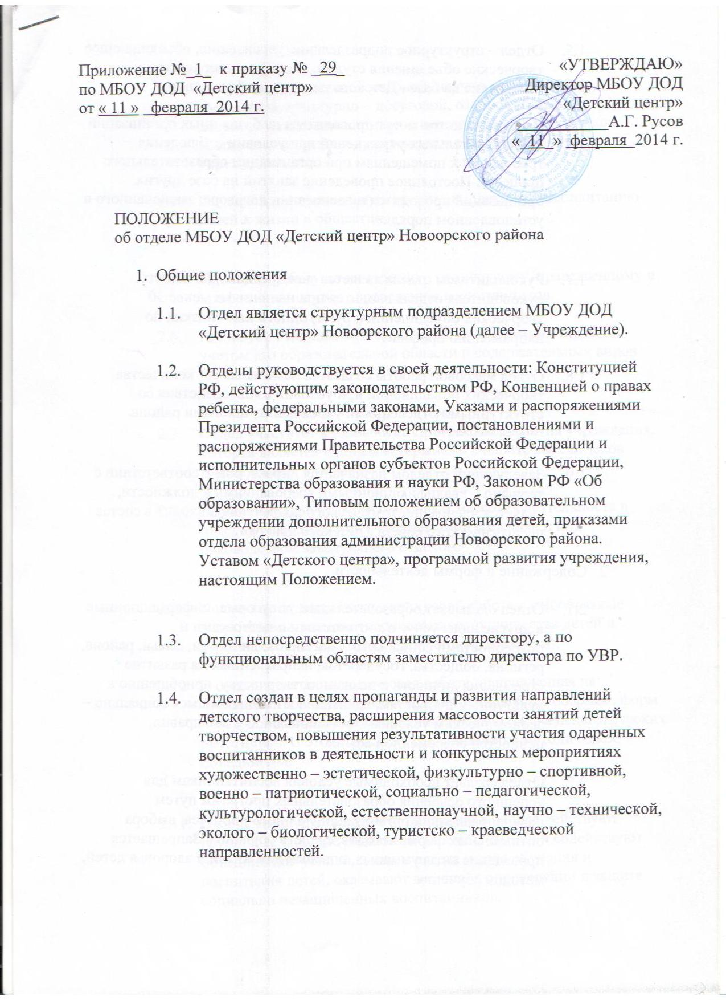 Приложение №_1_ к приказу № _29_
по МБОУ ДОД «Детский центр»
от « 11 » _февраля 2014 г.
«УТВЕРЖДАЮ»
Директор МБОУ ДОД
«Детский центр»
___________А.Г. Русов
«_11_» _февраля_2014 г.
ПОЛОЖЕНИЕ
об отделе МБОУ ДОД «Детский центр» Новоорского района
1. Общие положения
1.1. Отдел является структурным подразделением МБОУ ДОД
«Детский центр» Новоорского района (далее – Учреждение).
1.2. Отделы руководствуется в своей деятельности: Конституцией
РФ, действующим законодательством РФ, Конвенцией о правах
ребенка, федеральными законами, Указами и распоряжениями
Президента Российской Федерации, постановлениями и
распоряжениями Правительства Российской Федерации и
исполнительных органов субъектов Российской Федерации,
Министерства образования и науки РФ, Законом РФ «Об
образовании», Типовым положением об образовательном
учреждении дополнительного образования детей, приказами
отдела образования администрации Новоорского района.
Уставом «Детского центра», программой развития учреждения,
настоящим Положением.
1.3. Отдел непосредственно подчиняется директору, а по
функциональным областям заместителю директора по УВР.
1.4. Отдел создан в целях пропаганды и развития направлений
детского творчества, расширения массовости занятий детей
творчеством, повышения результативности участия одаренных
воспитанников в деятельности и конкурсных мероприятиях
художественно – эстетической, физкультурно – спортивной,
военно – патриотической, социально – педагогической,
культурологической, естественнонаучной, научно – технической,
эколого – биологической, туристско – краеведческой
направленностей.